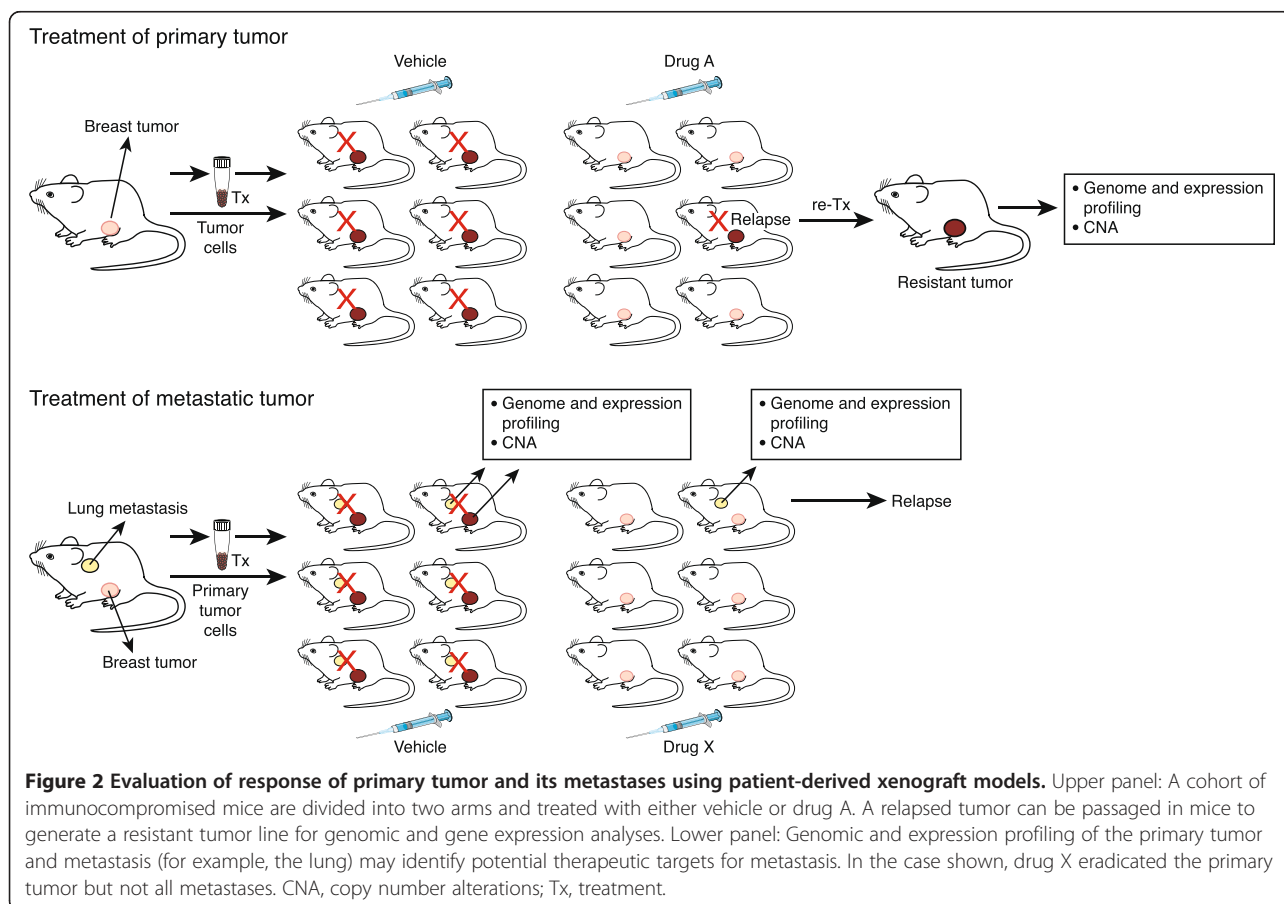 Treatment of primary tumor
Vehicle
Drug A
Breast tumor
Tx
Tumor
cells
Relapse
re-Tx
Resistant tumor
• Genome and expression
profiling
• CNA
Treatment of metastatic tumor
• Genome and expression
profiling
• CNA
• Genome and expression
profiling
• CNA
Lung metastasis
Tx
Primary
tumor
cells
Breast tumor
Relapse
Vehicle
Drug X
Figure 2 Evaluation of response of primary tumor and its metastases using patient-derived xenograft models. Upper panel: A cohort of
immunocompromised mice are divided into two arms and treated with either vehicle or drug A. A relapsed tumor can be passaged in mice to
generate a resistant tumor line for genomic and gene expression analyses. Lower panel: Genomic and expression profiling of the primary tumor
and metastasis (for example, the lung) may identify potential therapeutic targets for metastasis. In the case shown, drug X eradicated the primary
tumor but not all metastases. CNA, copy number alterations; Tx, treatment.